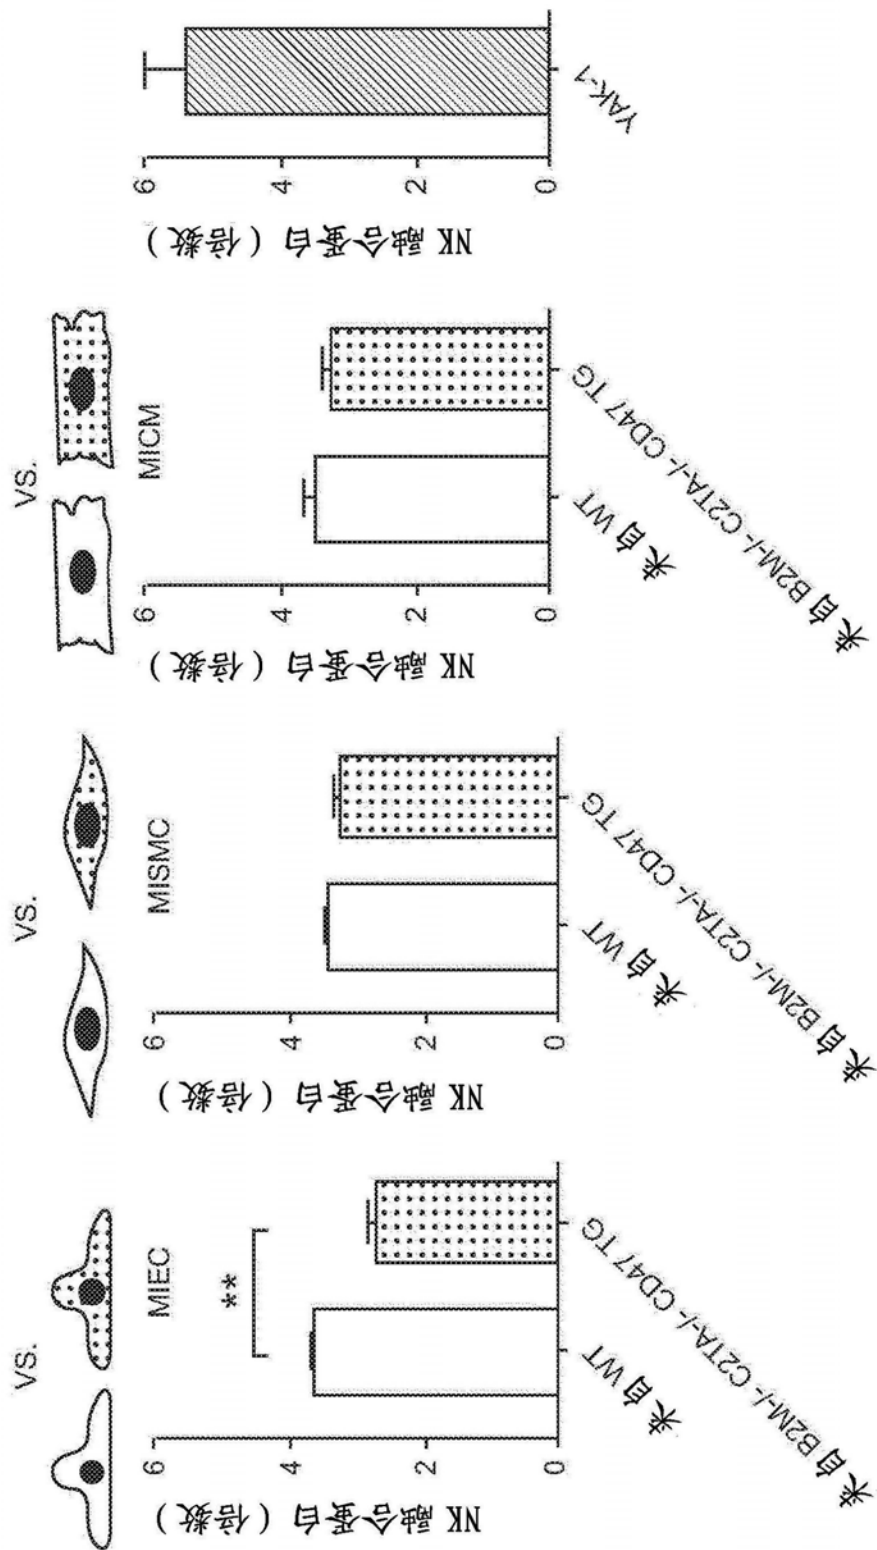 VS.
MIEC
NK 融合蛋白（倍数）
6
4
2
0
**
来自 WT
来自 B2M-/- C2TA-/- CD47 TG
VS.
MISMC
NK 融合蛋白（倍数）
6
4
2
0
来自 WT
来自 B2M-/- C2TA-/- CD47 TG
VS.
MICM
NK 融合蛋白（倍数）
6
4
2
0
来自 WT
来自 B2M-/- C2TA-/- CD47 TG
NK 融合蛋白（倍数）
6
4
2
0
YAK-1